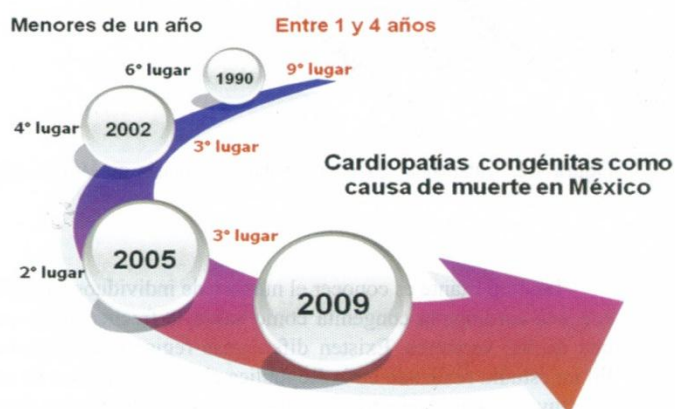 Menores de un año
Entre 1 y 4 años
6° lugar
1990
9° lugar
4° lugar
2002
3° lugar
Cardiopatías congénitas como
causa de muerte en México
2° lugar
2005
3° lugar
2009